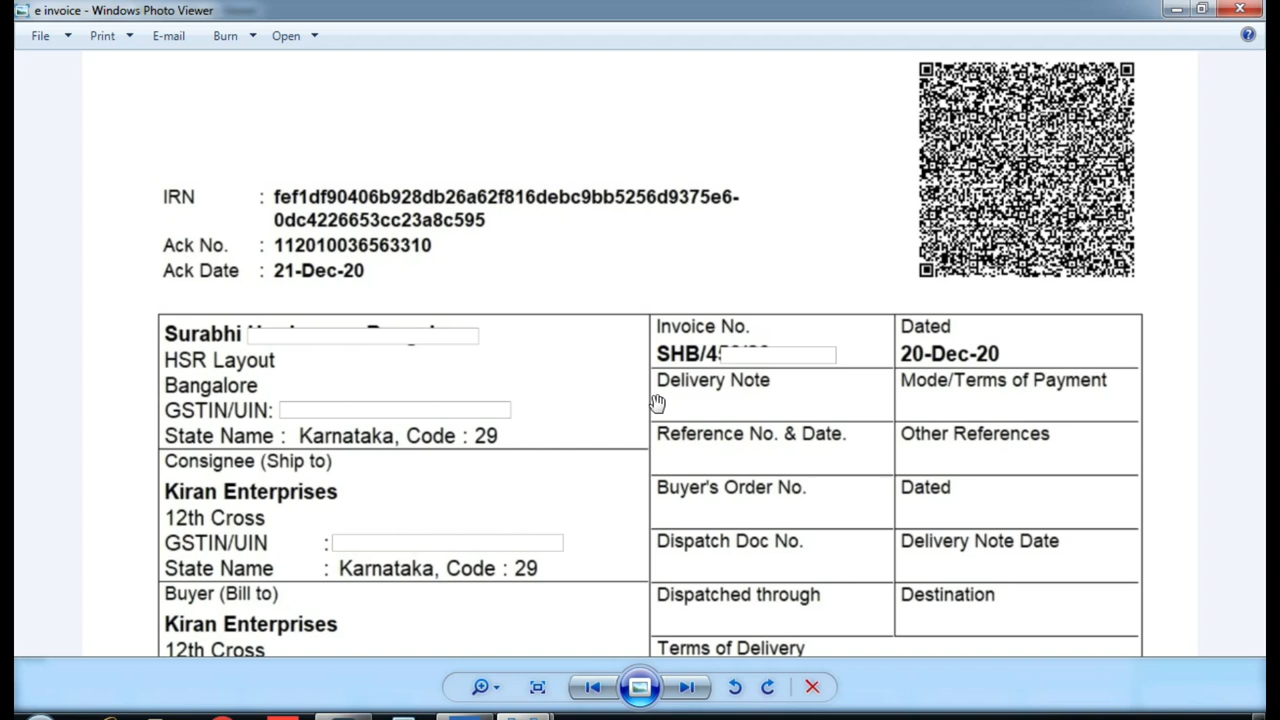 e invoice - Windows Photo Viewer
File Print E-mail Burn Open
IRN : fef1df90406b928db26a62f816debc9bb5256d9375e6-
0dc4226653cc23a8c595
Ack No. : 112010036563310
Ack Date : 21-Dec-20
Surabhi
HSR Layout
Bangalore
GSTIN/UIN:
State Name : Karnataka, Code : 29
Consignee (Ship to)
Kiran Enterprises
12th Cross
GSTIN/UIN :
State Name : Karnataka, Code : 29
Buyer (Bill to)
Kiran Enterprises
12th Cross
Invoice No.
SHB/4
Dated
20-Dec-20
Delivery Note
Mode/Terms of Payment
Reference No. & Date.
Other References
Buyer's Order No.
Dated
Dispatch Doc No.
Delivery Note Date
Dispatched through
Destination
Terms of Delivery